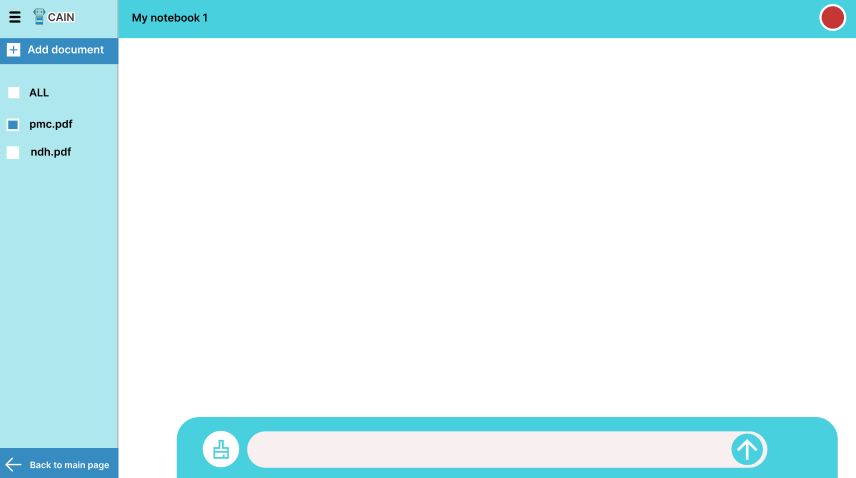 CAIN
My notebook 1
Add document
ALL
pmc.pdf
ndh.pdf
Back to main page